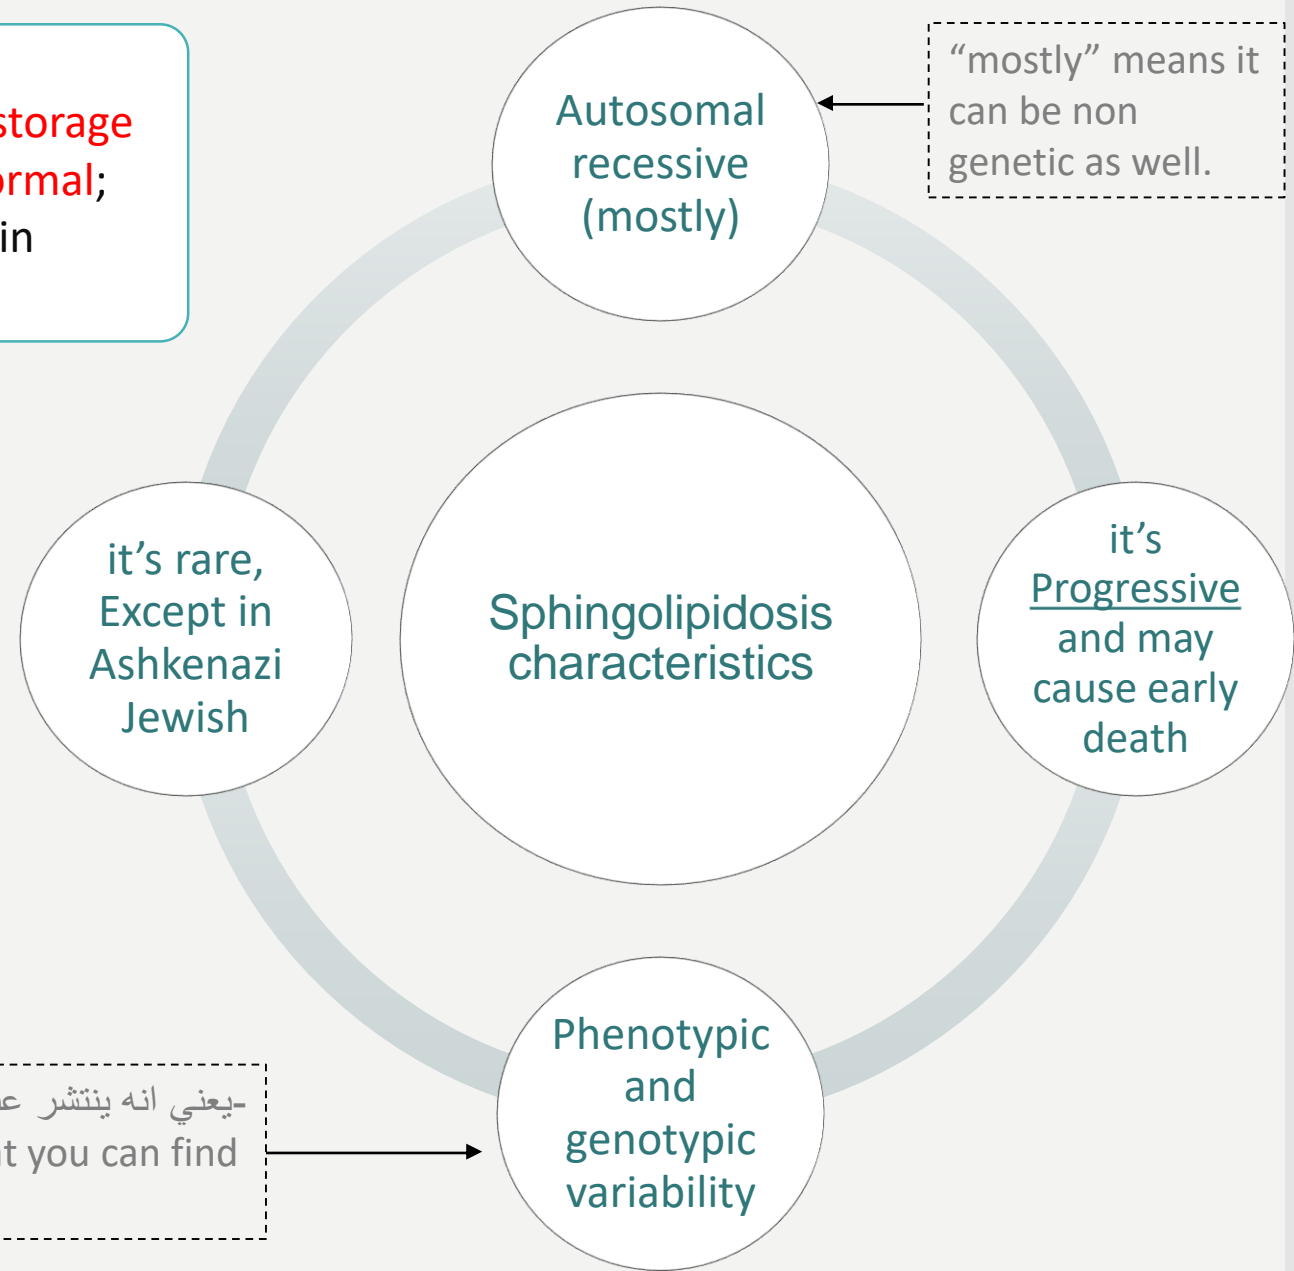 storage
ormal;
in
Autosomal
recessive
(mostly)
“mostly” means it
can be non
genetic as well.
it’s rare,
Except in
Ashkenazi
Jewish
Sphingolipidosis
characteristics
it’s
Progressive
and may
cause early
death
-يعني انه ينتشر
you can find
Phenotypic
and
genotypic
variability